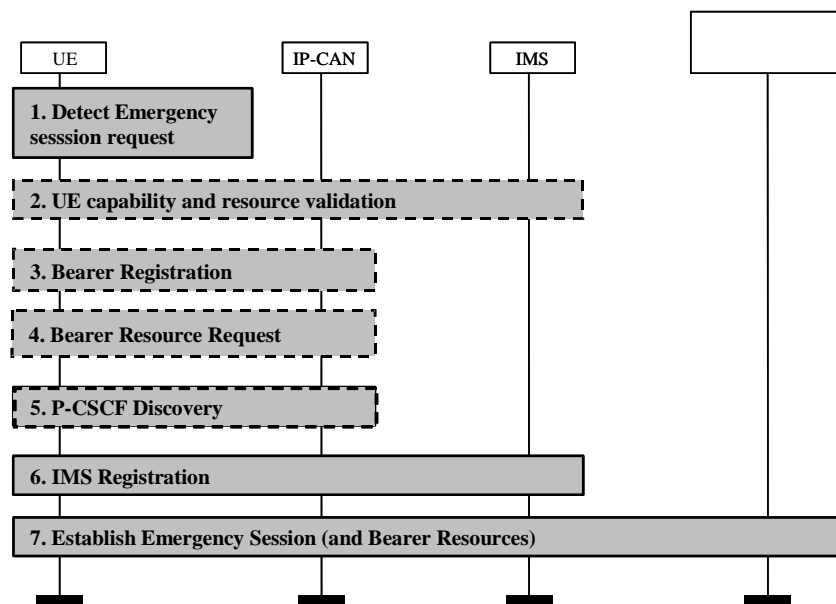 UE
IP-CAN
IMS
1. Detect Emergency
sesssion request
2. UE capability and resource validation
3. Bearer Registration
4. Bearer Resource Request
5. P-CSCF Discovery
6. IMS Registration
7. Establish Emergency Session (and Bearer Resources)